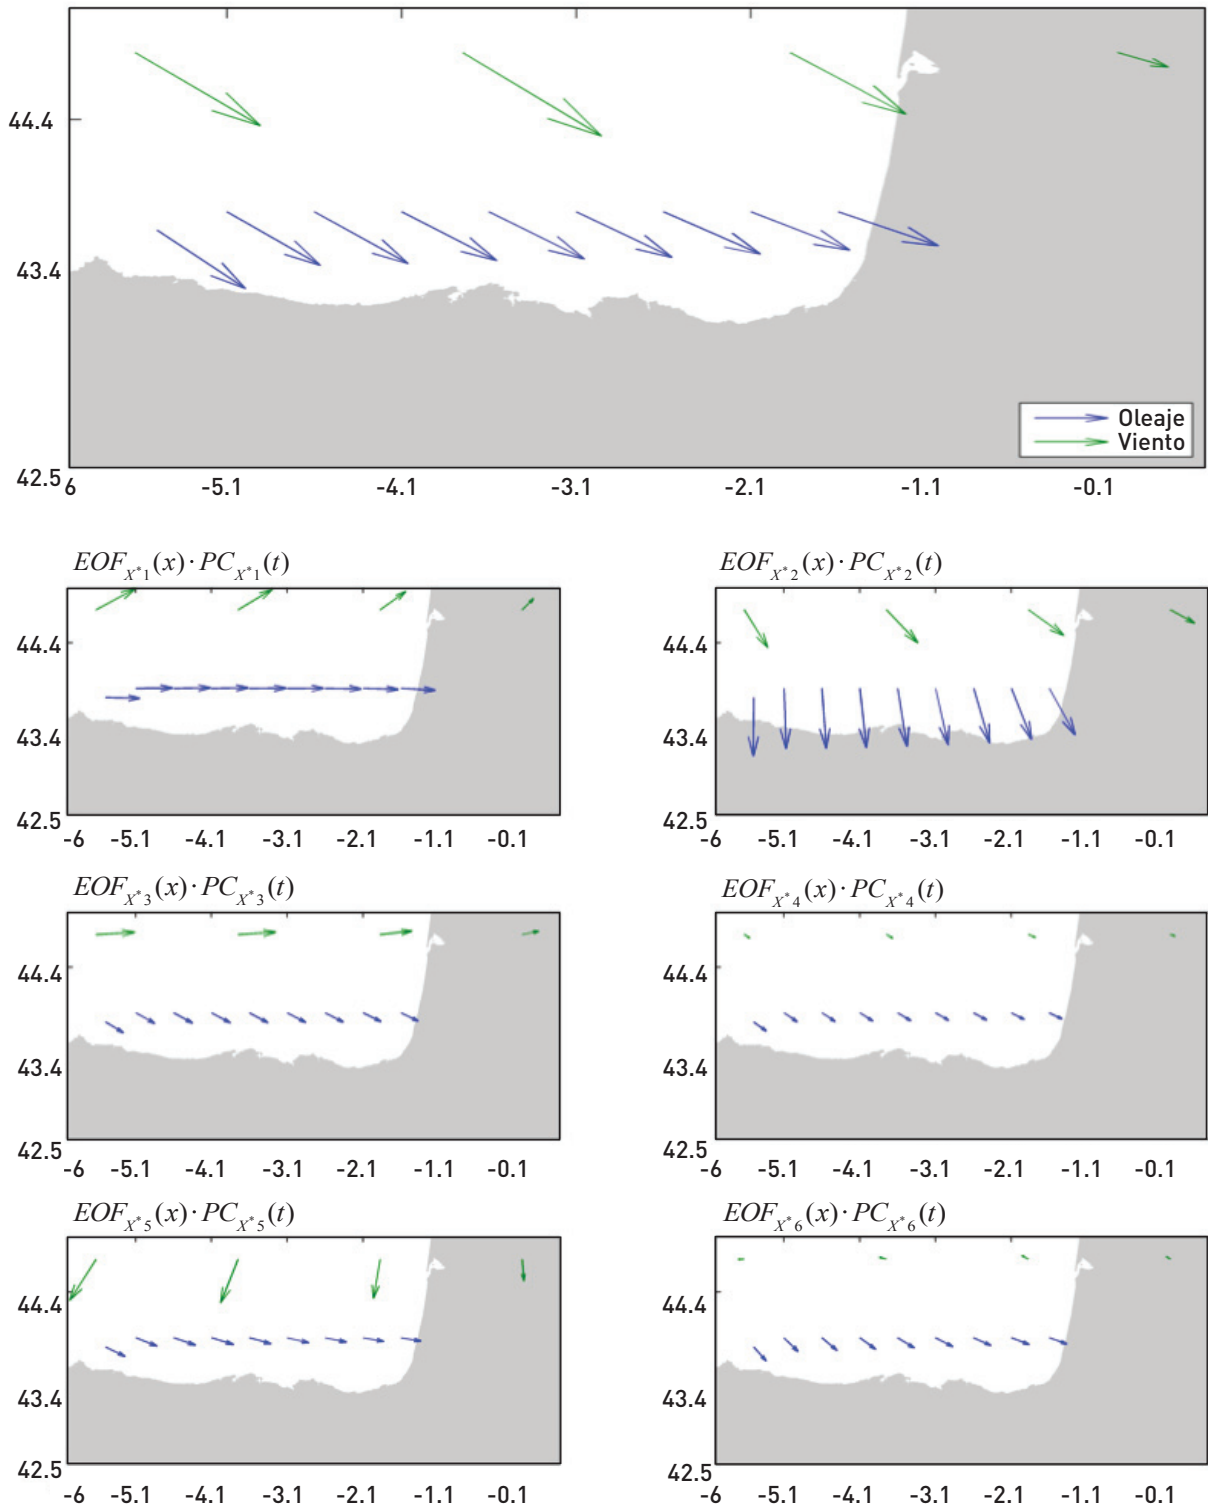 44.4
43.4
42.5
Oleaje
Viento
6 -5.1 -4.1 -3.1 -2.1 -1.1 -0.1
EOF_{X^*1}(x)·PC_{X^*1}(t)
44.4
43.4
42.5
-6 -5.1 -4.1 -3.1 -2.1 -1.1 -0.1
EOF_{X^*2}(x)·PC_{X^*2}(t)
44.4
43.4
42.5
-6 -5.1 -4.1 -3.1 -2.1 -1.1 -0.1
EOF_{X^*3}(x)·PC_{X^*3}(t)
44.4
43.4
42.5
-6 -5.1 -4.1 -3.1 -2.1 -1.1 -0.1
EOF_{X^*4}(x)·PC_{X^*4}(t)
44.4
43.4
42.5
-6 -5.1 -4.1 -3.1 -2.1 -1.1 -0.1
EOF_{X^*5}(x)·PC_{X^*5}(t)
44.4
43.4
42.5
-6 -5.1 -4.1 -3.1 -2.1 -1.1 -0.1
EOF_{X^*6}(x)·PC_{X^*6}(t)
44.4
43.4
42.5
-6 -5.1 -4.1 -3.1 -2.1 -1.1 -0.1